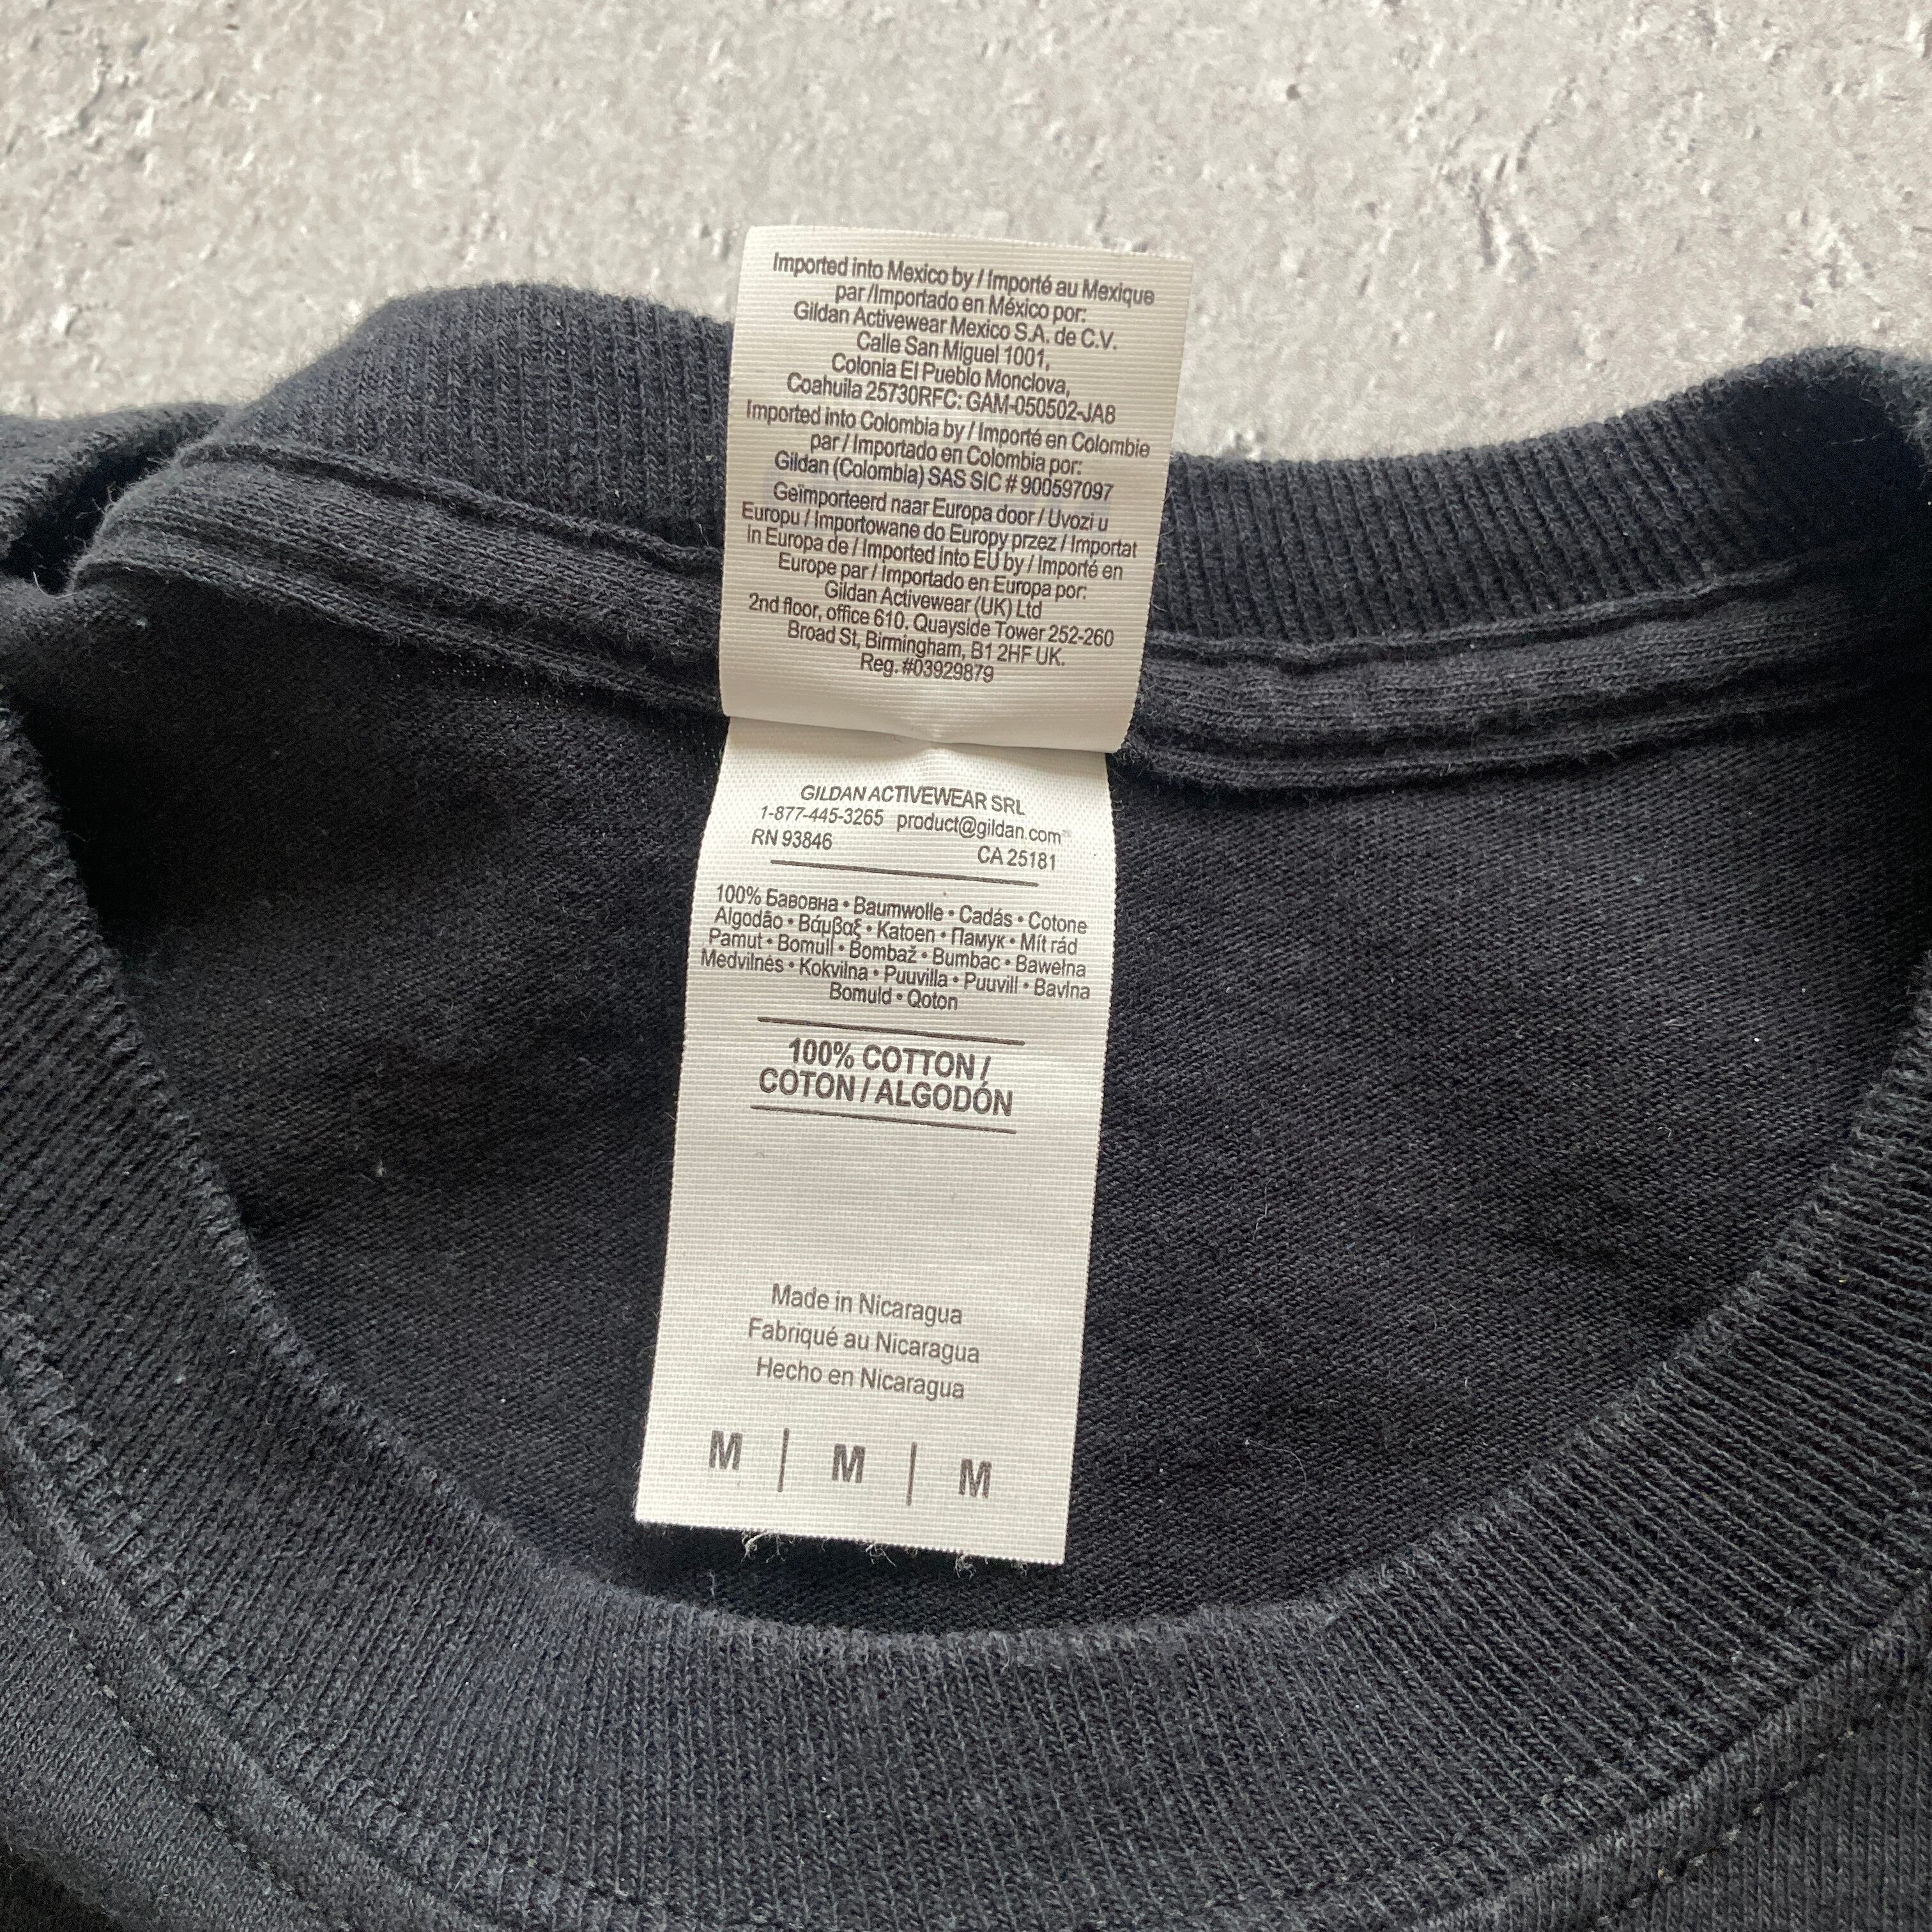 Imported into Mexico by / Importé au Mexique
par /Importado en México por:
Gildan Activewear Mexico S.A. de C.V.
Calle San Miguel 1001,
Colonia El Pueblo Monclova,
Coahuila 25730RFC: GAM-050502-JA8
Imported into Colombia by / Importé en Colombie
par / Importado en Colombia por:
Gildan (Colombia) SAS SIC # 900597097
Geïmporteerd naar Europa door / Uvozi u
Europu / Importowane do Europy przez / Importat
in Europa de / Imported into EU by / Importé en
Europe par / Importado en Europa por:
Gildan Activewear (UK) Ltd
2nd floor, office 610. Quayside Tower 252-260
Broad St, Birmingham, B1 2HF UK.
Reg. #03929879
GILDAN ACTIVEWEAR SRL
1-877-445-3265 product@gildan.com
RN 93846 CA 25181
100% Бавовна • Baumwolle • Cadás • Cotone
Algodão • Βάμβαξ • Katoen • Памук • Mít rád
Pamut • Bomull • Bombaž • Bumbac • Bawełna
Medvilnés • Kokvilna • Puuvilla • Puuvill • Bavlna
Bomuld • Qoton
100% COTTON /
COTON / ALGODÓN
Made in Nicaragua
Fabriqué au Nicaragua
Hecho en Nicaragua
M | M | M